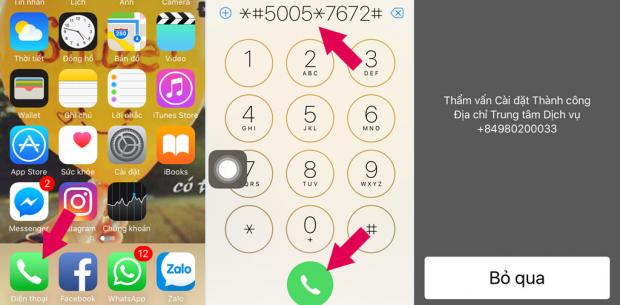 Tin nhắn
Lịch
Ảnh
Camera
280
Thời tiết
Đồng hồ
Bản đồ
Video
Wallet
Ghi chú
Lời nhắc
iTunes Store
App Store
Sức khỏe
Cài đặt
iBooks
2
Messenger
Instagram
Chứng khoán
12
Zalo
Điện thoại
Facebook
WhatsApp
Zalo
có t
*#5005*7672#
1
2
3
ABC
DEF
4
5
6
GHI
JKL
MNO
7
8
9
PQRS
TUV
WXYZ
*
0
#
+
Thẩm vấn Cài đặt Thành công
Địa chỉ Trung tâm Dịch vụ
+84980200033
Bỏ qua